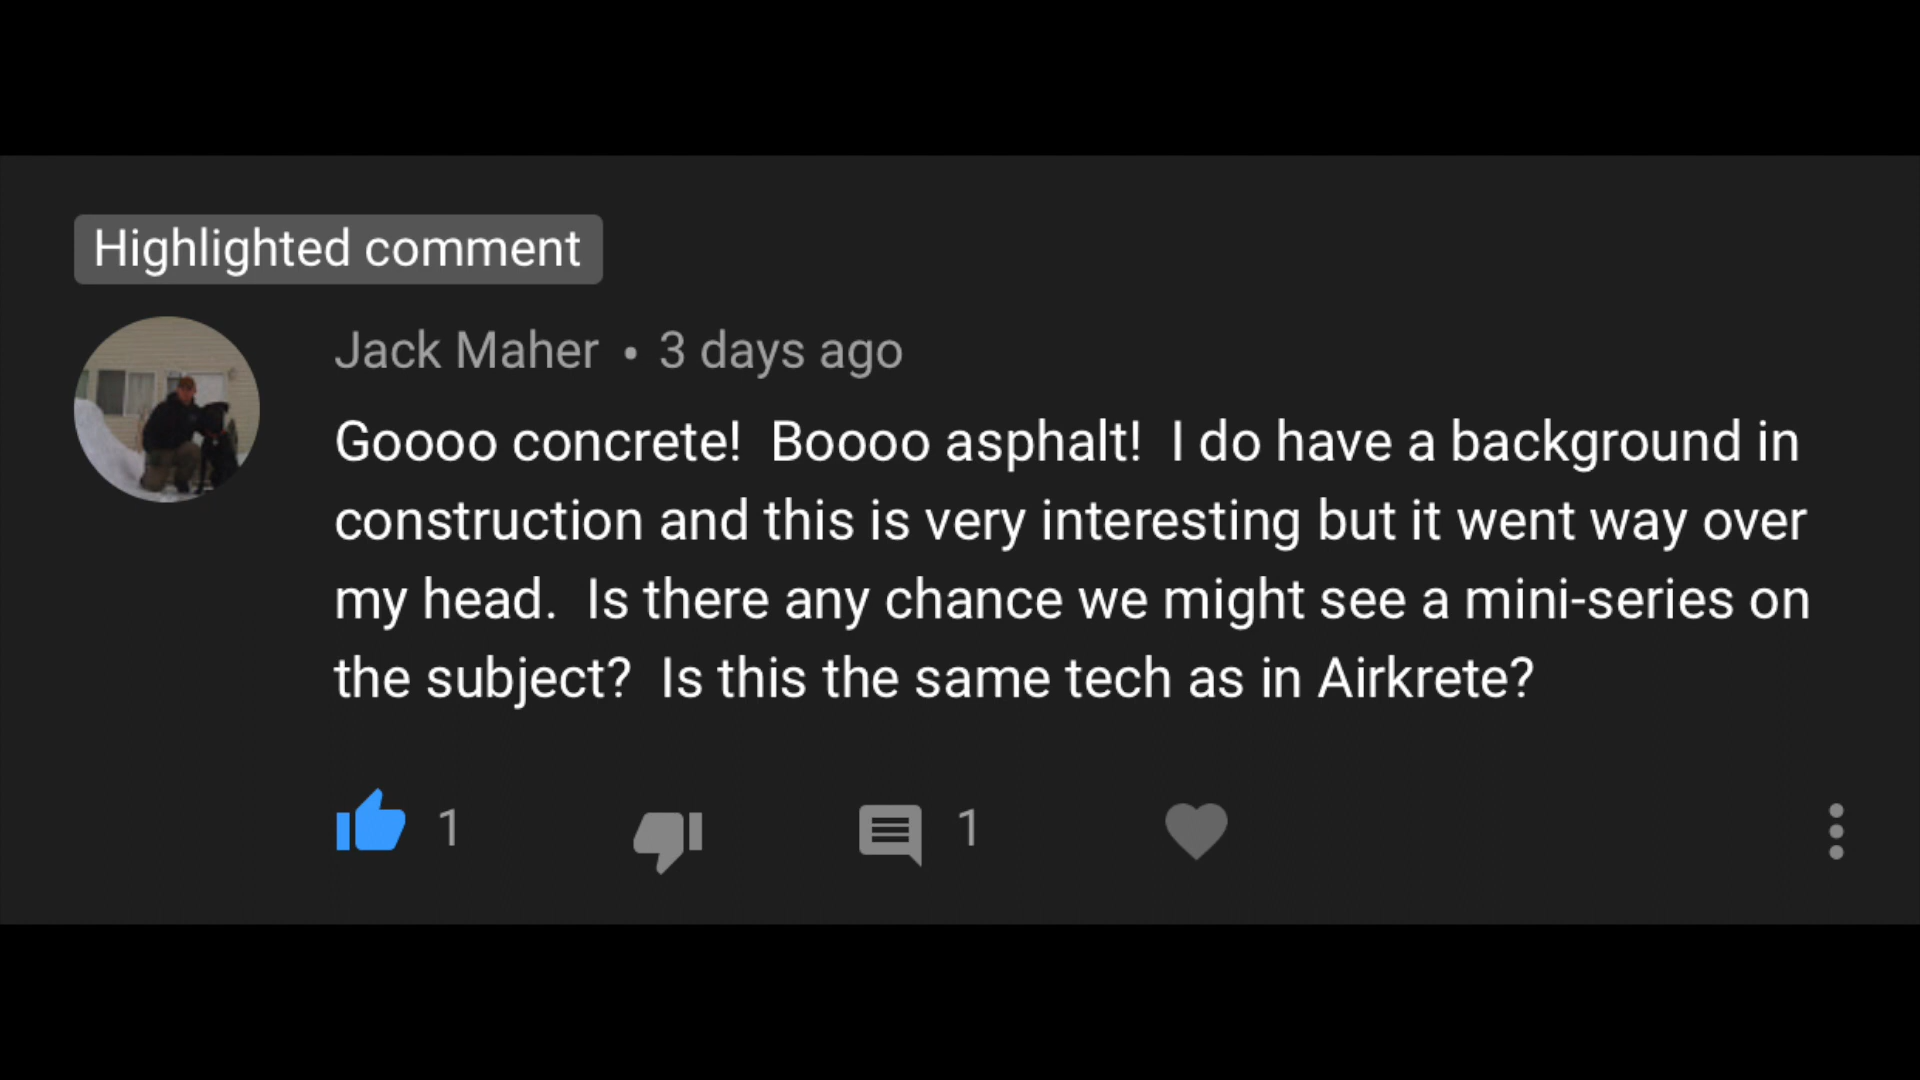 Highlighted comment
Jack Maher • 3 days ago
Goooo concrete!  Boooo asphalt!  I do have a background in
construction and this is very interesting but it went way over
my head.  Is there any chance we might see a mini-series on
the subject?  Is this the same tech as in Airkrete?
1 1